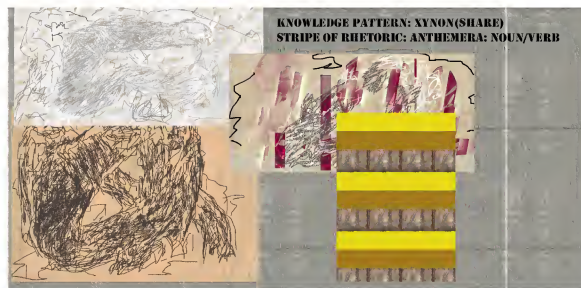 KNOWLEDGE PATTERN: XYNON(SHARE)
STRIPE OF RHETORIC: ANTHEMERA: NOUN/VERB